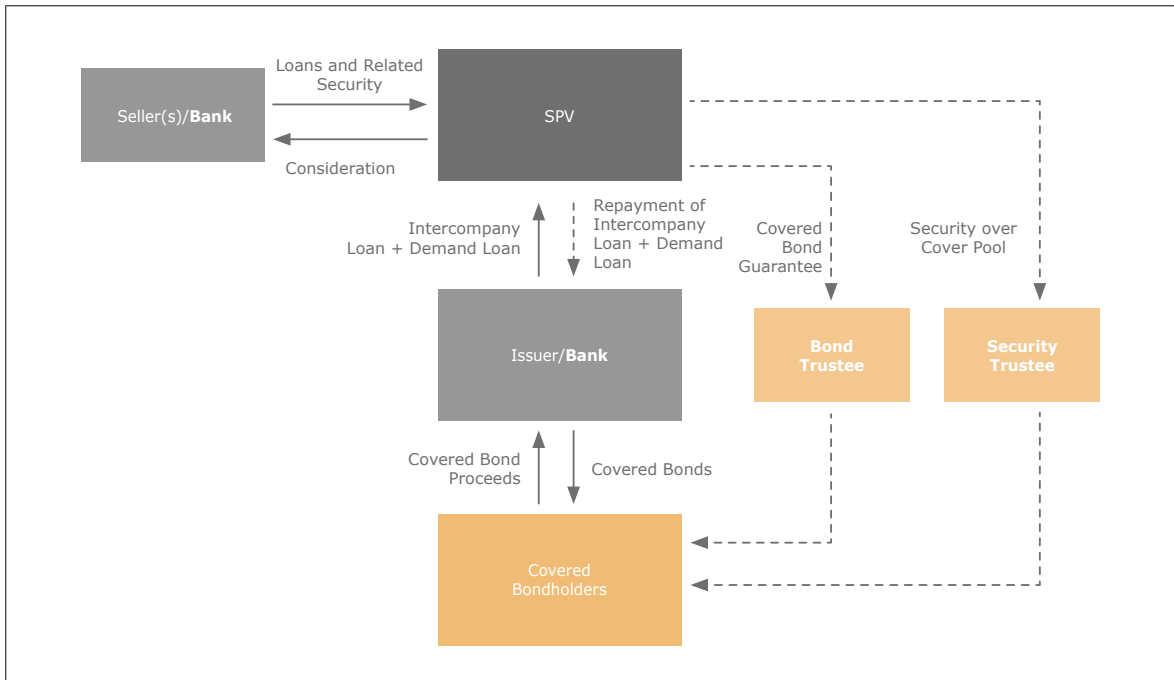 Loans and Related
Security
Seller(s)/Bank
SPV
Consideration
Intercompany
Loan + Demand Loan
Repayment of
Intercompany
Loan + Demand
Loan
Covered
Bond
Guarantee
Security over
Cover Pool
Issuer/Bank
Bond
Trustee
Security
Trustee
Covered Bond
Proceeds
Covered Bonds
Covered
Bondholders